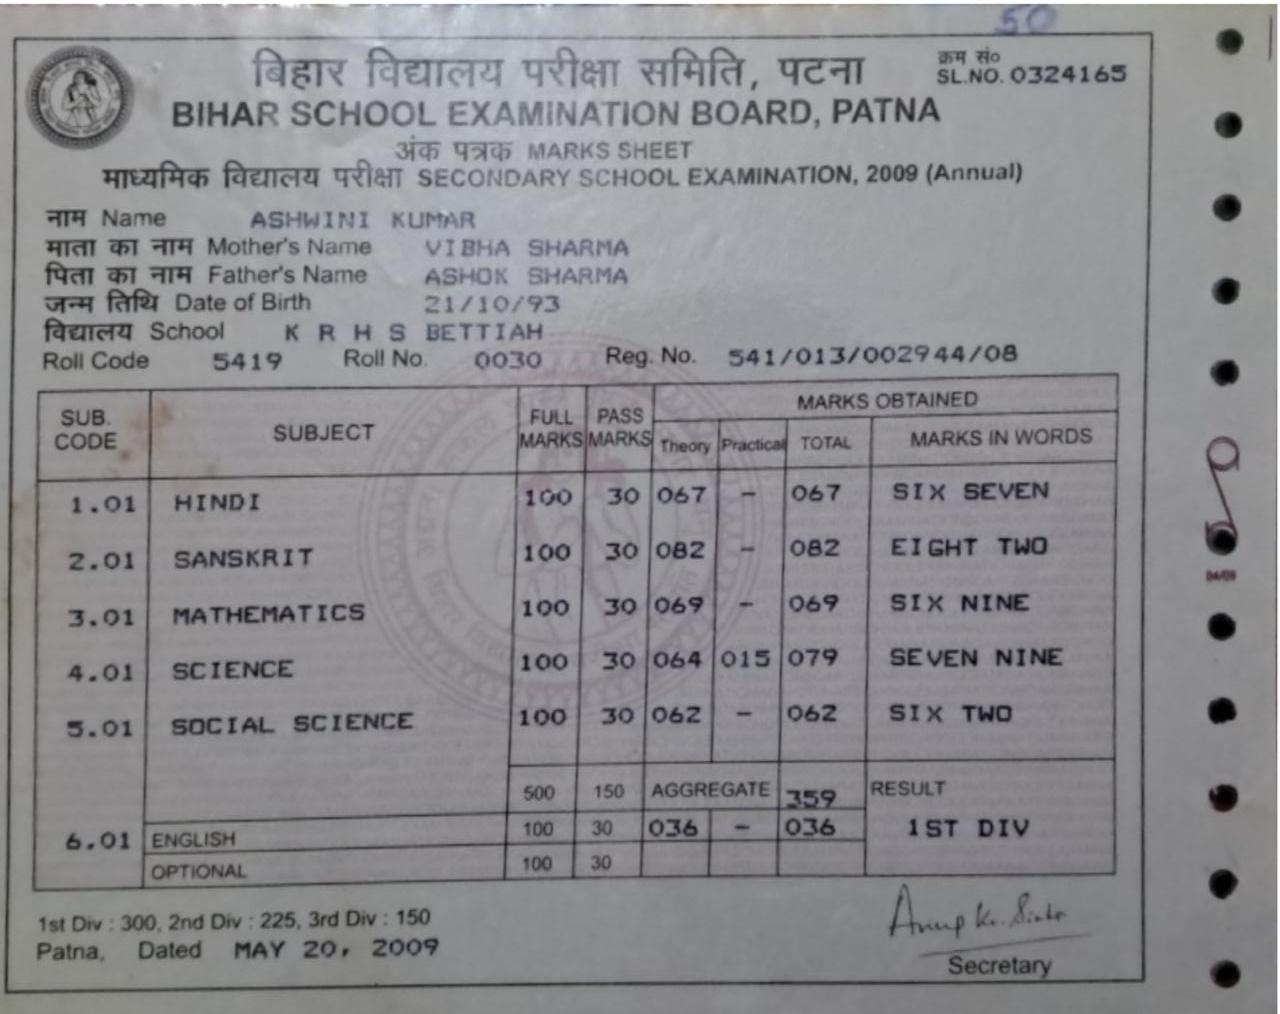 50
बिहार विद्यालय परीक्षा समिति, पटना
क्रम सं०
SL.NO. 0324165
BIHAR SCHOOL EXAMINATION BOARD, PATNA
अंक पत्रक MARKS SHEET
माध्यमिक विद्यालय परीक्षा SECONDARY SCHOOL EXAMINATION, 2009 (Annual)
नाम Name ASHWINI KUMAR
माता का नाम Mother's Name VIBHA SHARMA
पिता का नाम Father's Name ASHOK SHARMA
जन्म तिथि Date of Birth 21/10/93
विद्यालय School K R H S BETTIAH
Roll Code 5419 Roll No. 0030 Reg. No. 541/013/002944/08
SUB. CODE SUBJECT FULL MARKS PASS MARKS MARKS OBTAINED
Theory Practical TOTAL MARKS IN WORDS
1.01 HINDI 100 30 067 - 067 SIX SEVEN
2.01 SANSKRIT 100 30 082 - 082 EIGHT TWO
3.01 MATHEMATICS 100 30 069 - 069 SIX NINE
4.01 SCIENCE 100 30 064 015 079 SEVEN NINE
5.01 SOCIAL SCIENCE 100 30 062 - 062 SIX TWO
500 150 AGGREGATE 359 RESULT
6.01 ENGLISH 100 30 036 - 036 1ST DIV
OPTIONAL 100 30
1st Div : 300, 2nd Div : 225, 3rd Div : 150
Patna, Dated MAY 20, 2009
Anup Kr. Sinha
Secretary
04/09